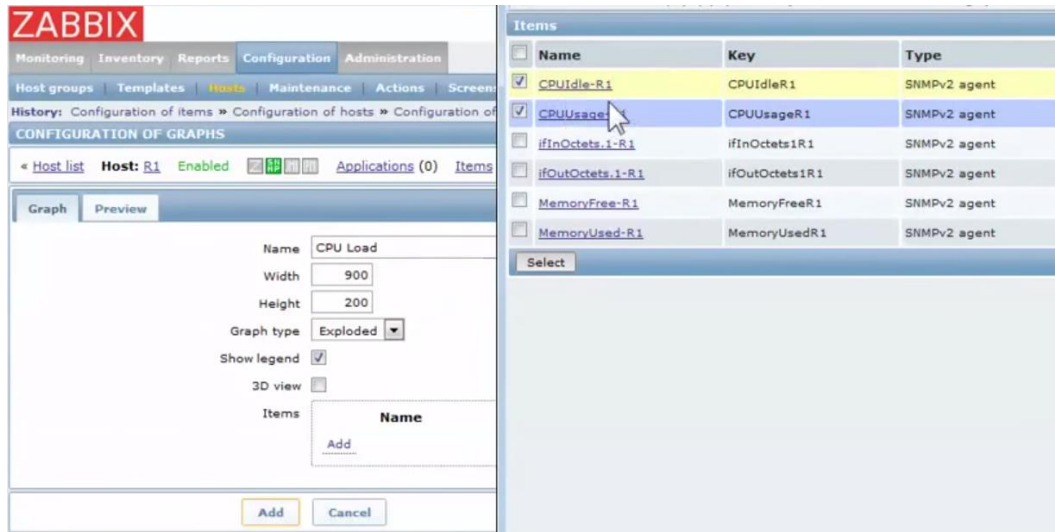 ZABBIX
Monitoring Inventory Reports Configuration Administration
Host groups Templates Hosts Maintenance Actions Screens
History: Configuration of items » Configuration of hosts » Configuration of
CONFIGURATION OF GRAPHS
« Host list Host: R1 Enabled Applications (0) Items
Graph Preview
Name CPU Load
Width 900
Height 200
Graph type Exploded
Show legend
3D view
Items Name
Add
Add Cancel
Items
Name Key Type
CPUIdle-R1 CPUIdleR1 SNMPv2 agent
CPUUsage CPUUsageR1 SNMPv2 agent
ifInOctets.1-R1 ifInOctets1R1 SNMPv2 agent
ifOutOctets.1-R1 ifOutOctets1R1 SNMPv2 agent
MemoryFree-R1 MemoryFreeR1 SNMPv2 agent
MemoryUsed-R1 MemoryUsedR1 SNMPv2 agent
Select